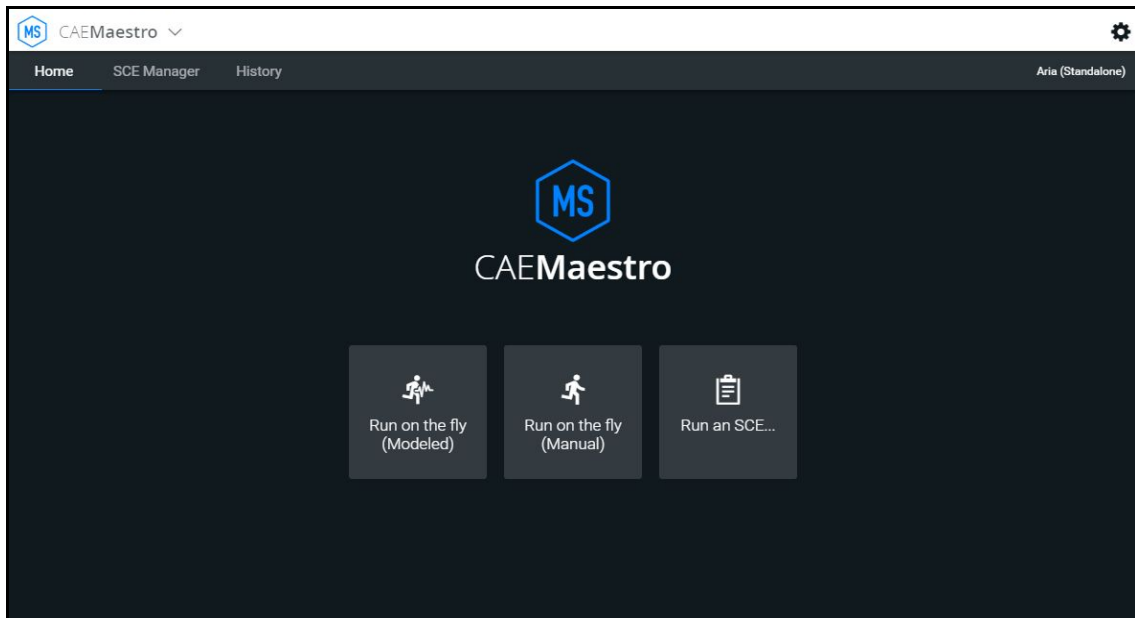 MS CAEMaestro
Home SCE Manager History Aria (Standalone)
MS
CAEMaestro
Run on the fly
(Modeled)
Run on the fly
(Manual)
Run an SCE...